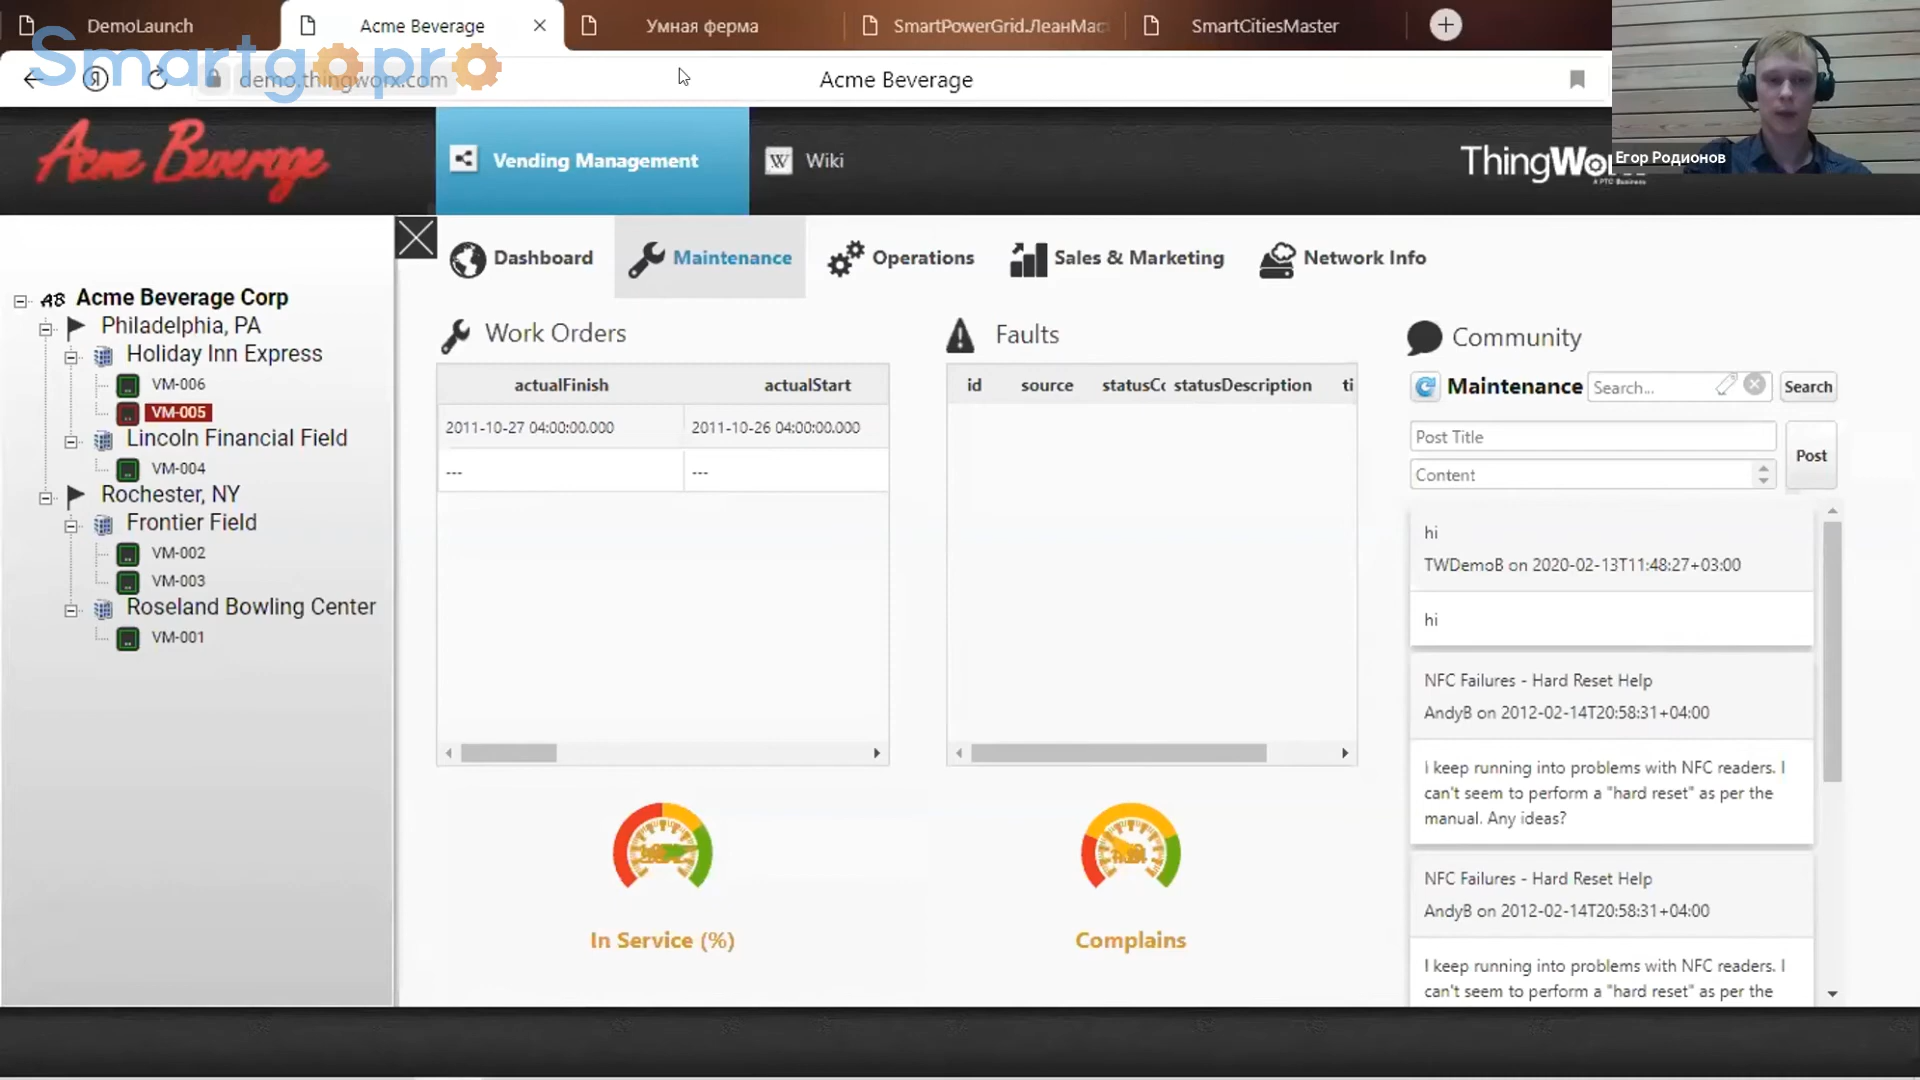 DemoLaunch
Acme Beverage
Умная ферма
SmartPowerGrid.ЛеанМас
SmartCitiesMaster
Smartgopro
demo.thingworx.com
Acme Beverage
Acme Beverage
Vending Management
Wiki
ThingWo
A PTC Business
Егор Родионов
Dashboard
Maintenance
Operations
Sales & Marketing
Network Info
AB Acme Beverage Corp
Philadelphia, PA
Holiday Inn Express
VM-006
VM-005
Lincoln Financial Field
VM-004
Rochester, NY
Frontier Field
VM-002
VM-003
Roseland Bowling Center
VM-001
Work Orders
actualFinish actualStart
2011-10-27 04:00:00.000 2011-10-26 04:00:00.000
--- ---
Faults
id source statusCo statusDescription ti
In Service (%)
Complains
Community
Maintenance Search... Search
Post Title
Content
Post
hi
TWDemoB on 2020-02-13T11:48:27+03:00
hi
NFC Failures - Hard Reset Help
AndyB on 2012-02-14T20:58:31+04:00
I keep running into problems with NFC readers. I
can't seem to perform a "hard reset" as per the
manual. Any ideas?
NFC Failures - Hard Reset Help
AndyB on 2012-02-14T20:58:31+04:00
I keep running into problems with NFC readers. I
can't seem to perform a "hard reset" as per the